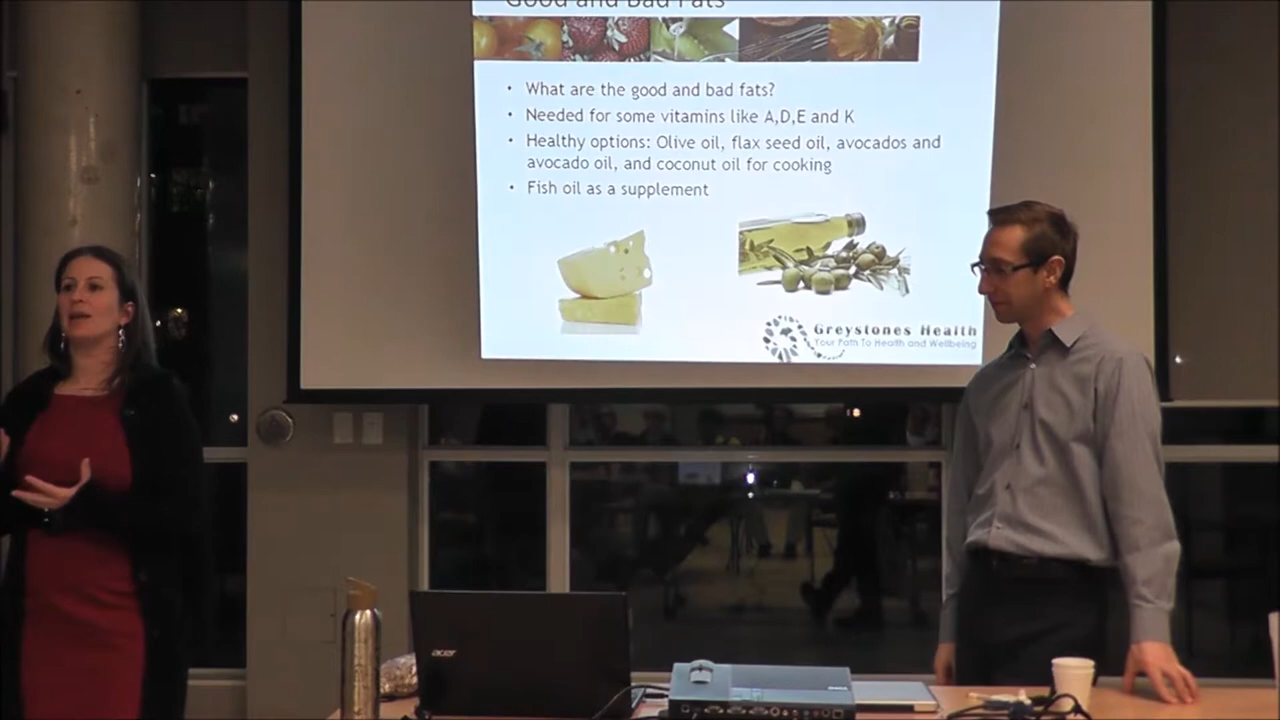 Good and Bad Fats
• What are the good and bad fats?
• Needed for some vitamins like A,D,E and K
• Healthy options: Olive oil, flax seed oil, avocados and
avocado oil, and coconut oil for cooking
• Fish oil as a supplement
Greystones Health
Your Path To Health and Wellbeing
acer
DELL